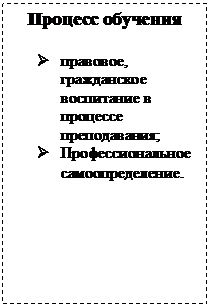 Процесс обучения
➢ правовое,
гражданское
воспитание в
процессе
преподавания;
➢ Профессиональное
самоопределение.